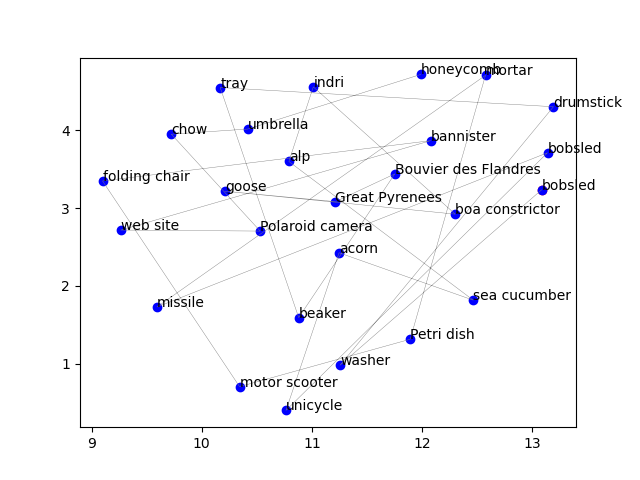 honeycomb
mortar
tray
indri
drumstick
chow
umbrella
bannister
bobsled
alp
Bouvier des Flandres
folding chair
goose
bobsled
Great Pyrenees
boa constrictor
web site
Polaroid camera
acorn
missile
sea cucumber
beaker
Petri dish
washer
motor scooter
unicycle
4
3
2
1
9 10 11 12 13